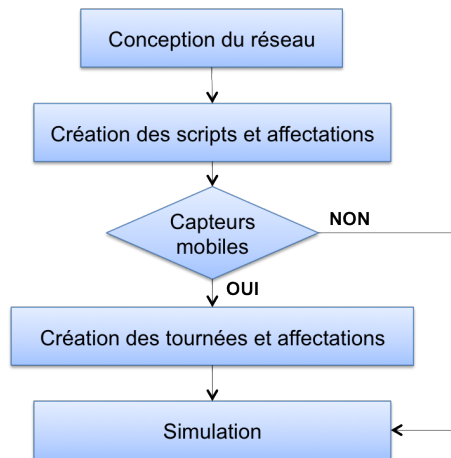 Conception du réseau
Création des scripts et affectations
Capteurs
mobiles
NON
OUI
Création des tournées et affectations
Simulation